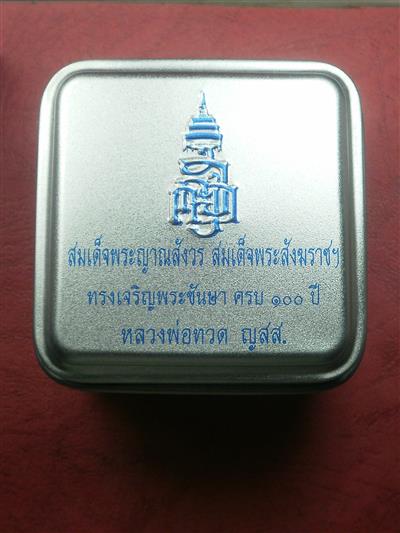 สมเด็จพระญาณสังวร สมเด็จพระสังฆราชฯ
ทรงเจริญพระชันษา ครบ ๑๐๐ ปี
หลวงพ่อทวด ญสส.